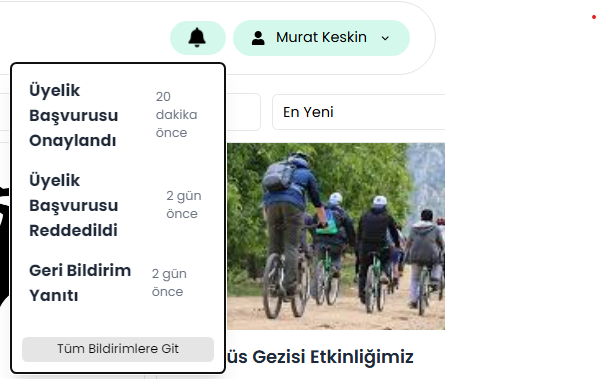 Murat Keskin
En Yeni
Üyelik
Başvurusu
Onaylandı
20
dakika
önce
Üyelik
Başvurusu
Reddedildi
2 gün
önce
Geri Bildirim
Yanıtı
2 gün
önce
Tüm Bildirimlere Git
üs Gezisi Etkinliğimiz